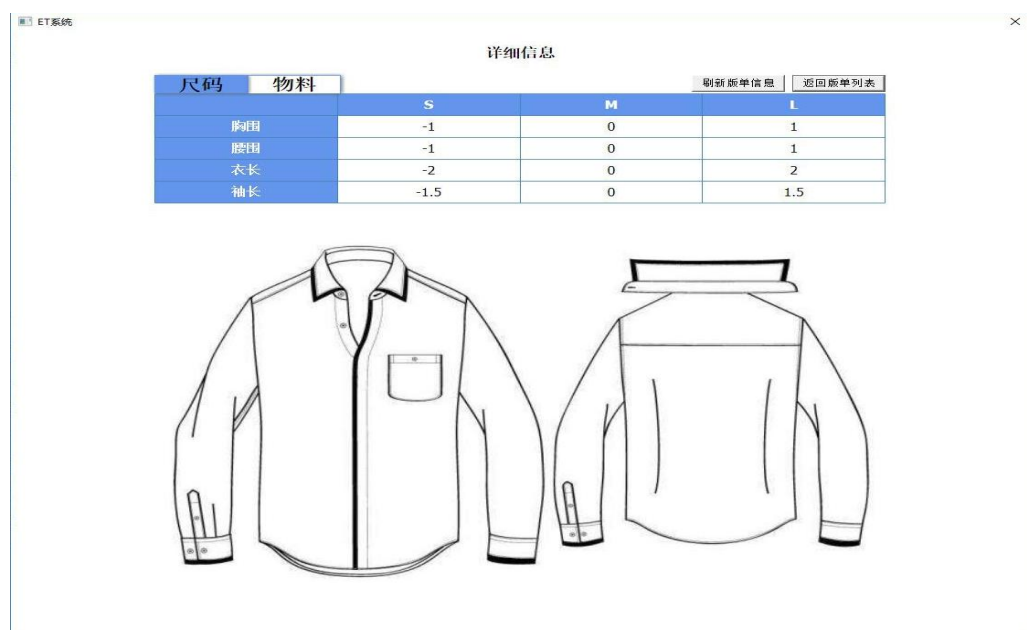 ET系统
详细信息
尺码 物料 刷新版单信息 返回版单列表
S M L
胸围 -1 0 1
腰围 -1 0 1
衣长 -2 0 2
袖长 -1.5 0 1.5